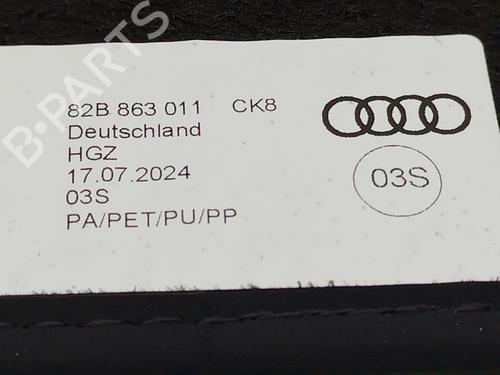 82B 863 011 CK8
Deutschland
HGZ
17.07.2024
03S
PA/PET/PU/PP
03S
B-PARTS